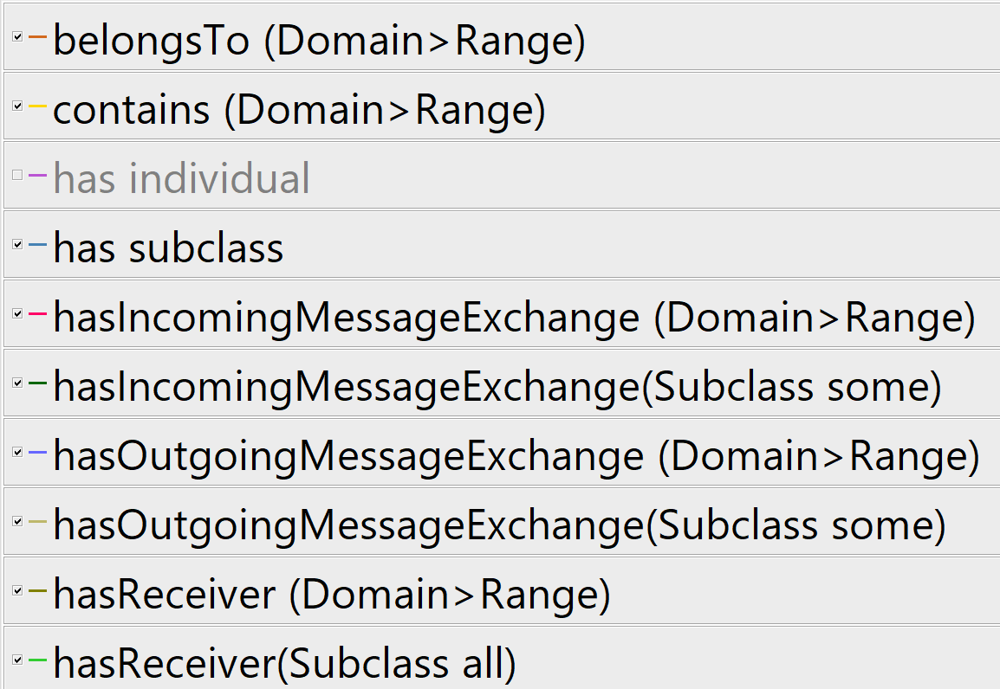 belongsTo (Domain>Range)
contains (Domain>Range)
has individual
has subclass
hasIncomingMessageExchange (Domain>Range)
hasIncomingMessageExchange(Subclass some)
hasOutgoingMessageExchange (Domain>Range)
hasOutgoingMessageExchange(Subclass some)
hasReceiver (Domain>Range)
hasReceiver(Subclass all)